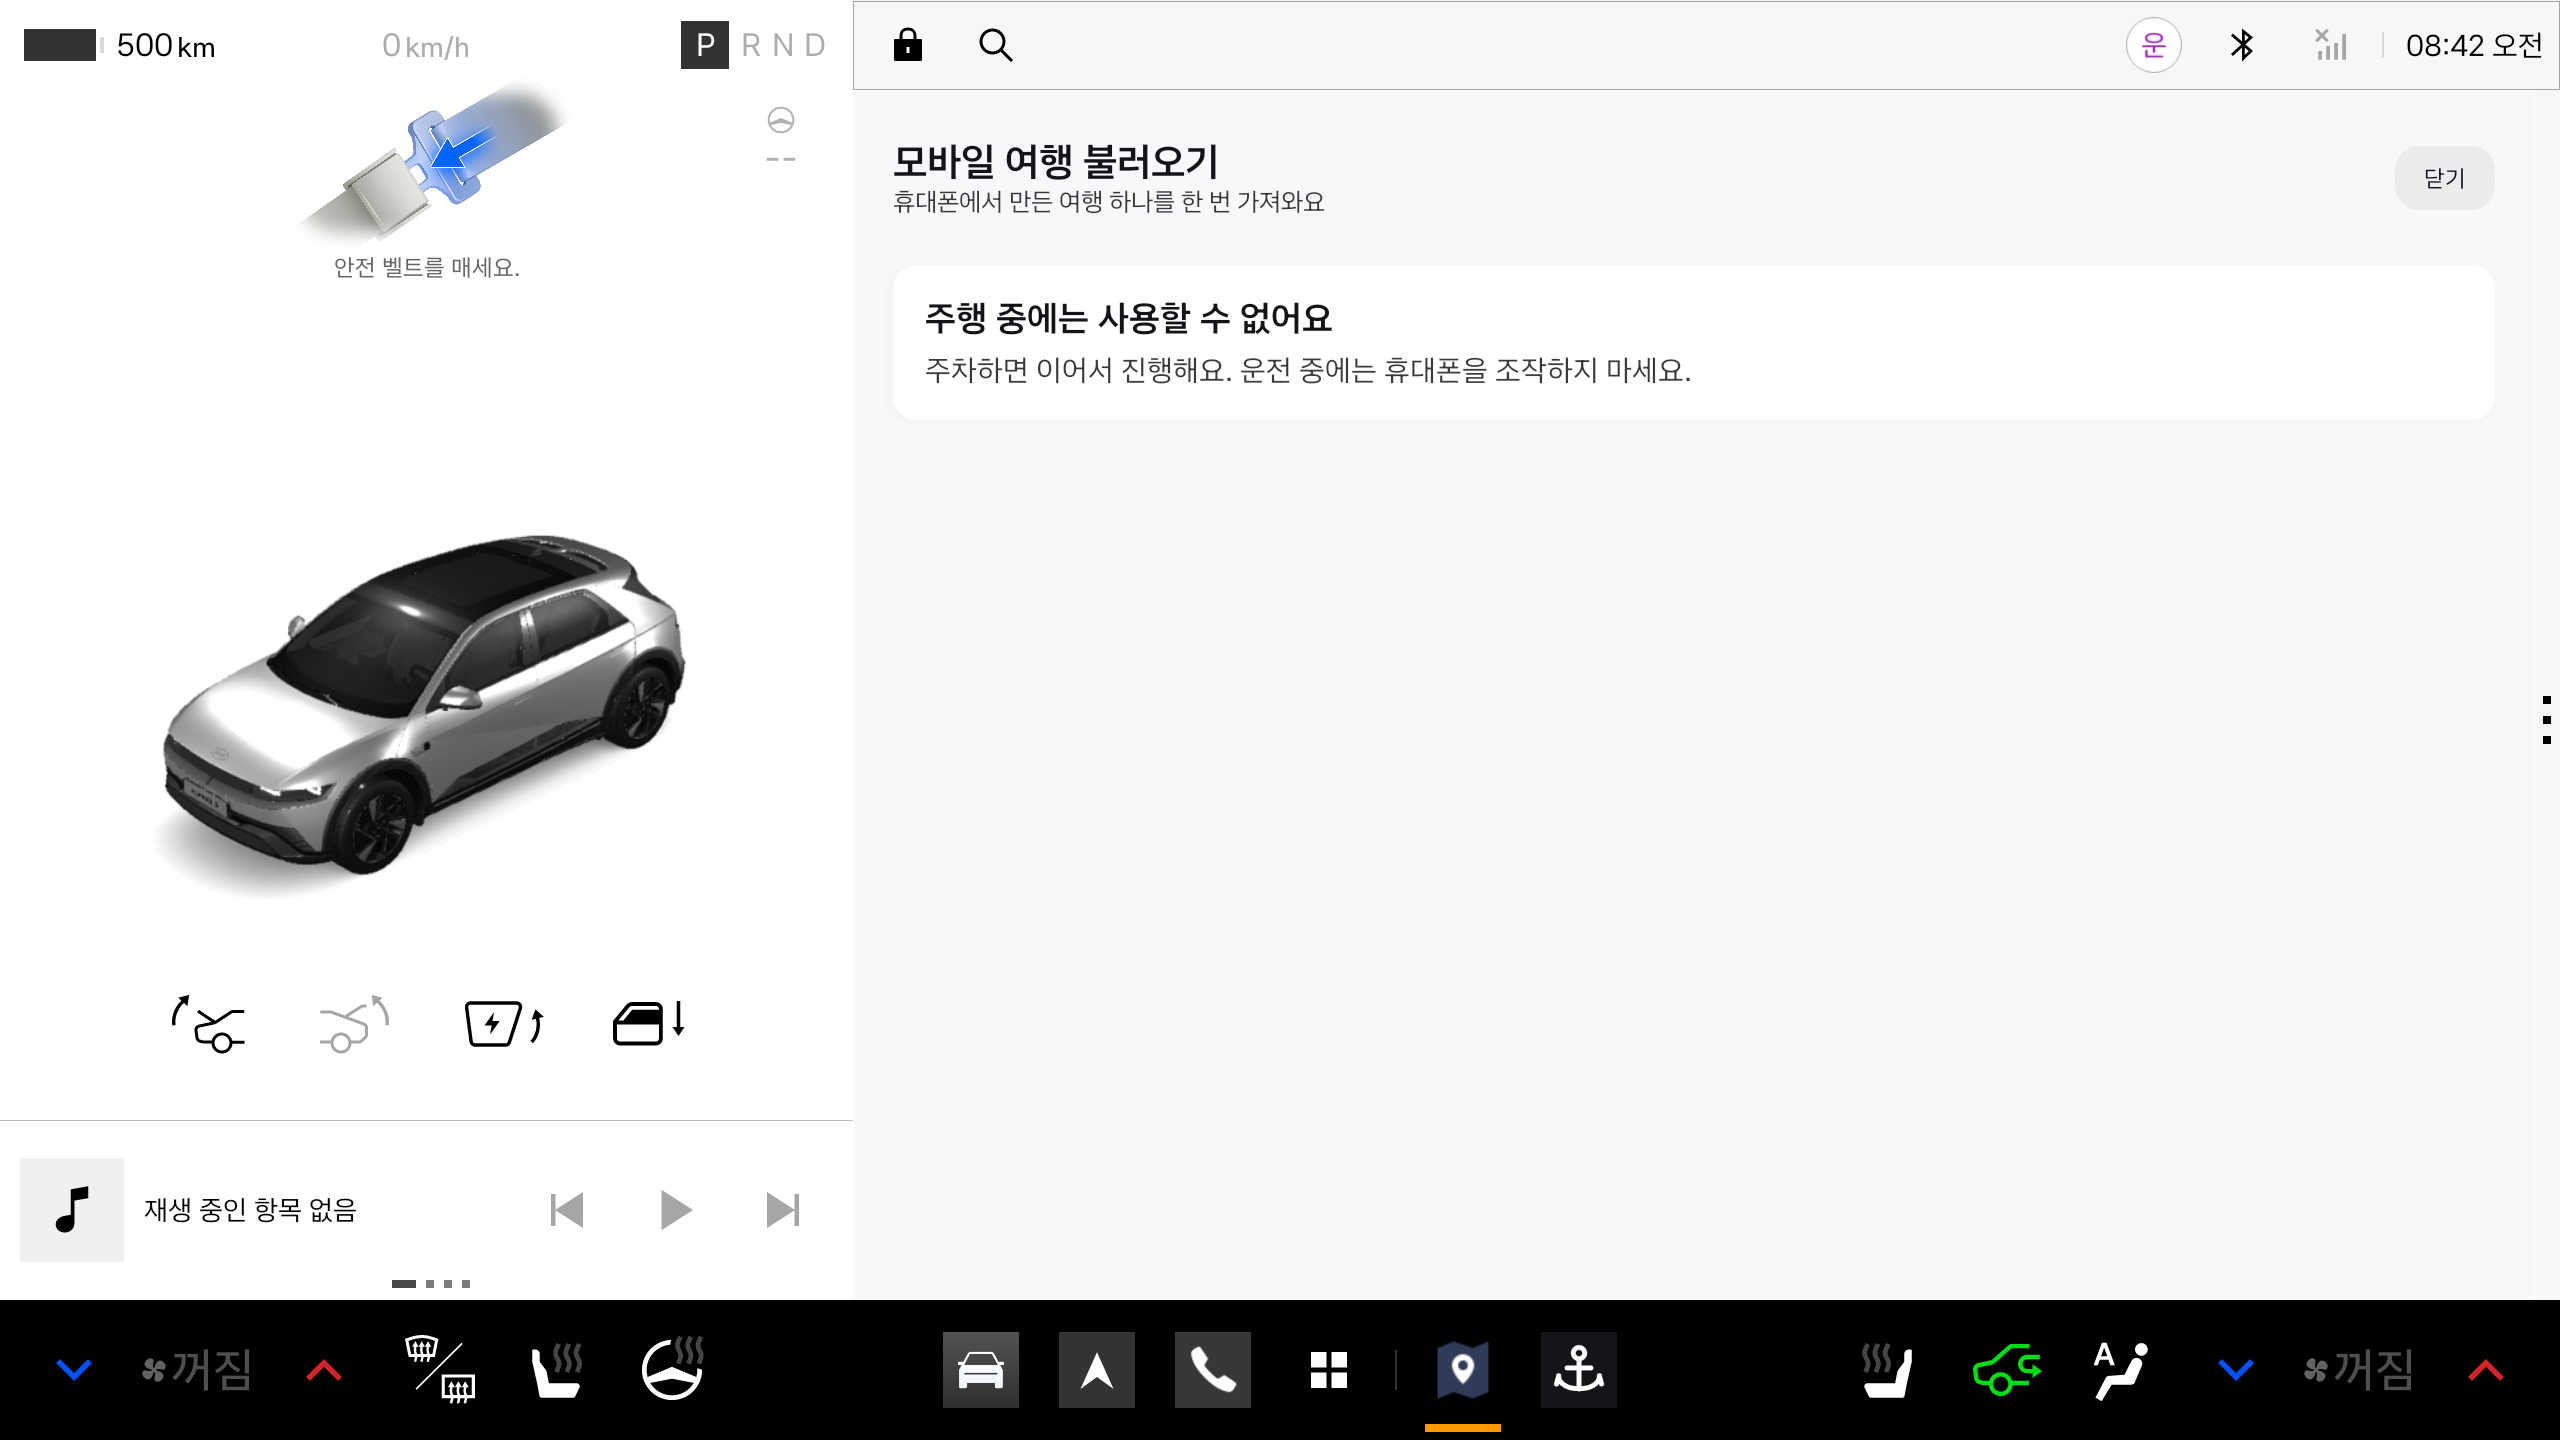 500 km
0 km/h
P R N D
운
08:42 오전
안전 벨트를 매세요.
모바일 여행 불러오기
휴대폰에서 만든 여행 하나를 한 번 가져와요
닫기
주행 중에는 사용할 수 없어요
주차하면 이어서 진행해요. 운전 중에는 휴대폰을 조작하지 마세요.
재생 중인 항목 없음
꺼짐
A
꺼짐